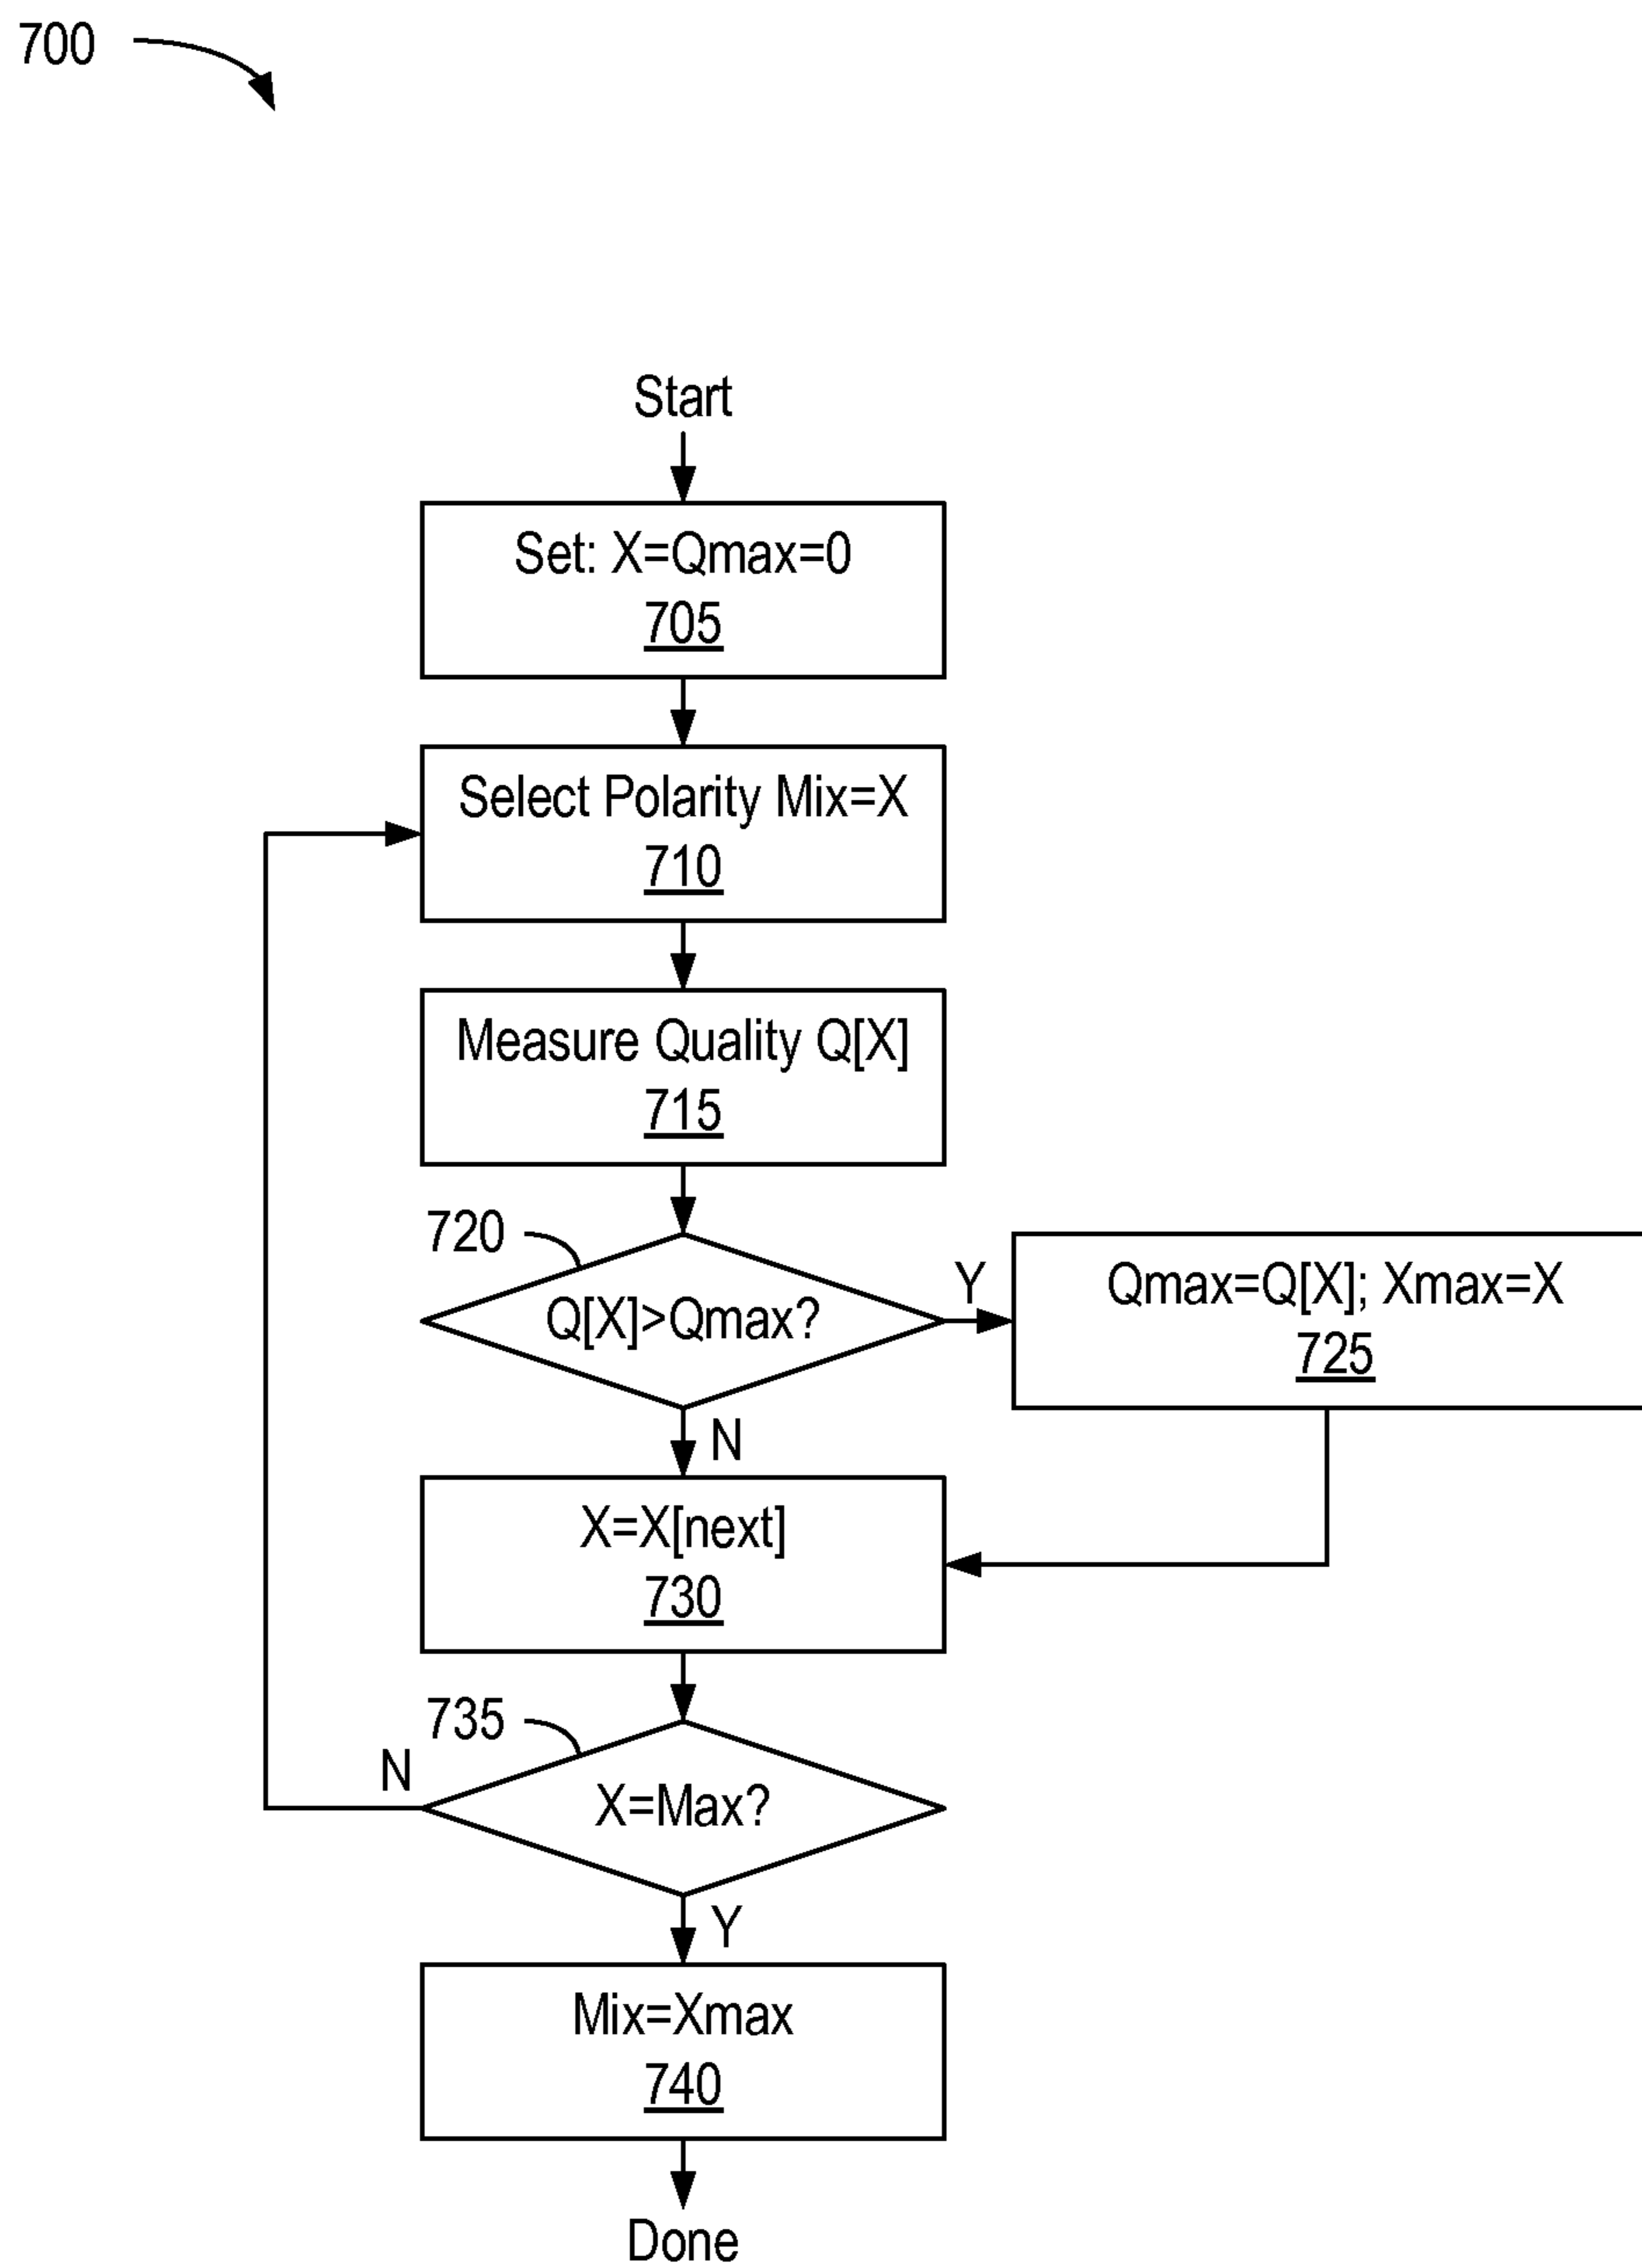 700
Start
Set: X=Qmax=0
705
Select Polarity Mix=X
710
Measure Quality Q[X]
715
720
Q[X]>Qmax?
Y
Qmax=Q[X]; Xmax=X
725
N
X=X[next]
730
735
N
X=Max?
Y
Mix=Xmax
740
Done